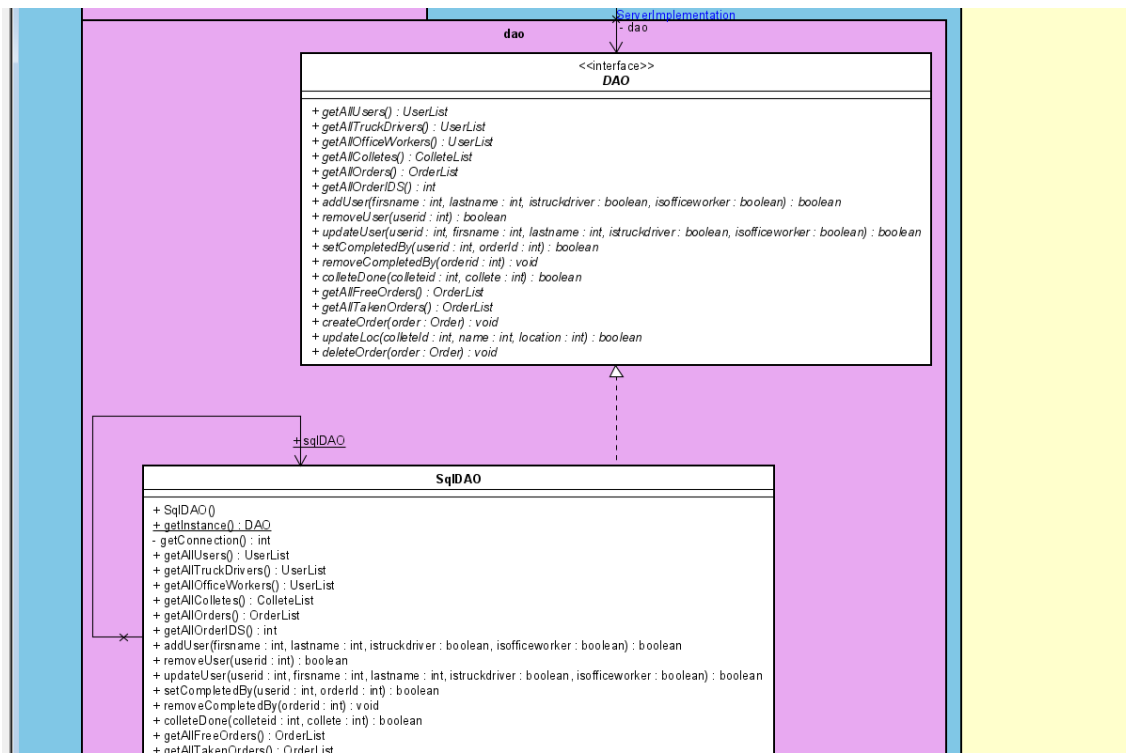 ServerImplementation
- dao
dao
<<interface>>
DAO
+ getAllUsers() : UserList
+ getAllTruckDrivers() : UserList
+ getAllOfficeWorkers() : UserList
+ getAllColletes() : ColleteList
+ getAllOrders() : OrderList
+ getAllOrderIDS() : int
+ addUser(firsname : int, lastname : int, istruckdriver : boolean, isofficeworker : boolean) : boolean
+ removeUser(userid : int) : boolean
+ updateUser(userid : int, firsname : int, lastname : int, istruckdriver : boolean, isofficeworker : boolean) : boolean
+ setCompletedBy(userid : int, orderId : int) : boolean
+ removeCompletedBy(orderid : int) : void
+ colleteDone(colleteid : int, collete : int) : boolean
+ getAllFreeOrders() : OrderList
+ getAllTakenOrders() : OrderList
+ createOrder(order : Order) : void
+ updateLoc(colleteId : int, name : int, location : int) : boolean
+ deleteOrder(order : Order) : void
+ sqlDAO
SqlDAO
+ SqlDAO()
+ getInstance() : DAO
- getConnection() : int
+ getAllUsers() : UserList
+ getAllTruckDrivers() : UserList
+ getAllOfficeWorkers() : UserList
+ getAllColletes() : ColleteList
+ getAllOrders() : OrderList
+ getAllOrderIDS() : int
+ addUser(firsname : int, lastname : int, istruckdriver : boolean, isofficeworker : boolean) : boolean
+ removeUser(userid : int) : boolean
+ updateUser(userid : int, firsname : int, lastname : int, istruckdriver : boolean, isofficeworker : boolean) : boolean
+ setCompletedBy(userid : int, orderId : int) : boolean
+ removeCompletedBy(orderid : int) : void
+ colleteDone(colleteid : int, collete : int) : boolean
+ getAllFreeOrders() : OrderList
+ getAllTakenOrders() : OrderList